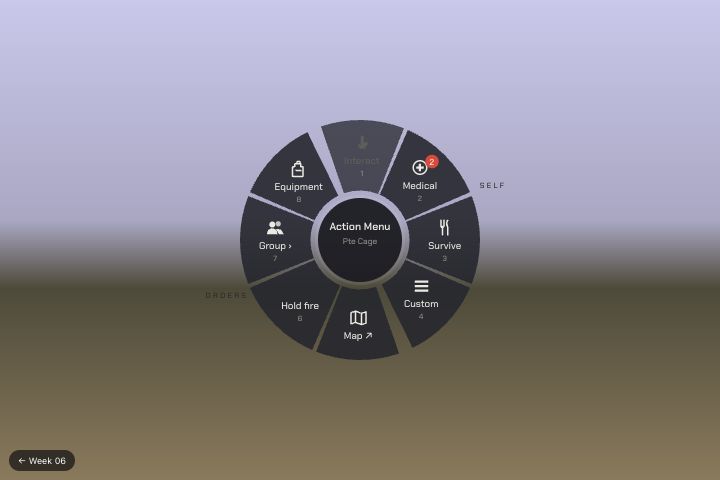 Interact
1
Medical
2
2
SELF
Survive
3
Custom
4
Map ↗
Hold fire
6
ORDERS
Group ›
7
Equipment
8
Action Menu
Pte Cage
← Week 06